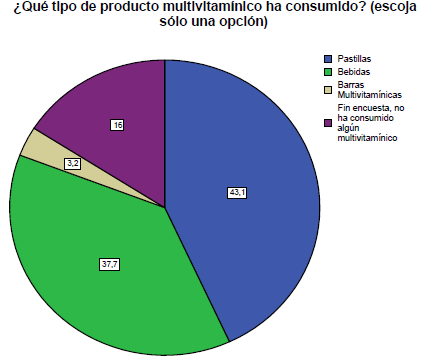 ¿Qué tipo de producto multivitamínico ha consumido? (escoja
sólo una opción)
Pastillas
Bebidas
Barras
Multivitamínicas
Fin encuesta, no
ha consumido
algún
multivitamínico
16
3,2
43,1
37,7